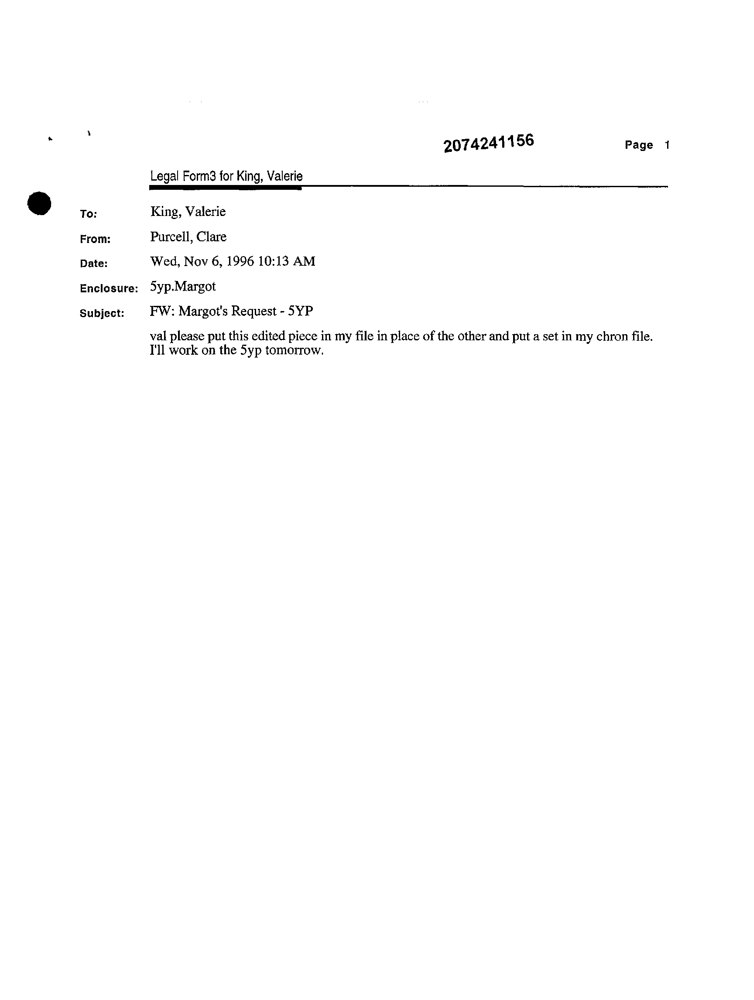 2074241156 Page 1
Legal Form3 for King, Valerie
To: King, Valerie
From: Purcell, Clare
Date: Wed, Nov 6, 1996 10:13 AM
Enclosure: 5yp.Margot
Subject: FW: Margot's Request - 5YP
val please put this edited piece in my file in place of the other and put a set in my chron file.
I'll work on the 5yp tomorrow.